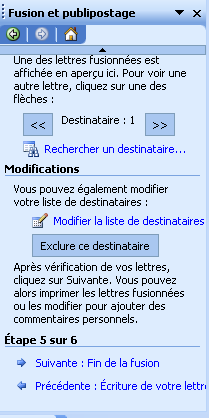 Fusion et publipostage
Une des lettres fusionnées est
affichée en aperçu ici. Pour voir une
autre lettre, cliquez sur une des
flèches :
<< Destinataire : 1 >>
Rechercher un destinataire...
Modifications
Vous pouvez également modifier
votre liste de destinataires :
Modifier la liste de destinataires
Exclure ce destinataire
Après vérification de vos lettres,
cliquez sur Suivante. Vous pouvez
alors imprimer les lettres fusionnées
ou les modifier pour ajouter des
commentaires personnels.
Étape 5 sur 6
Suivante : Fin de la fusion
Précédente : Écriture de votre lettr